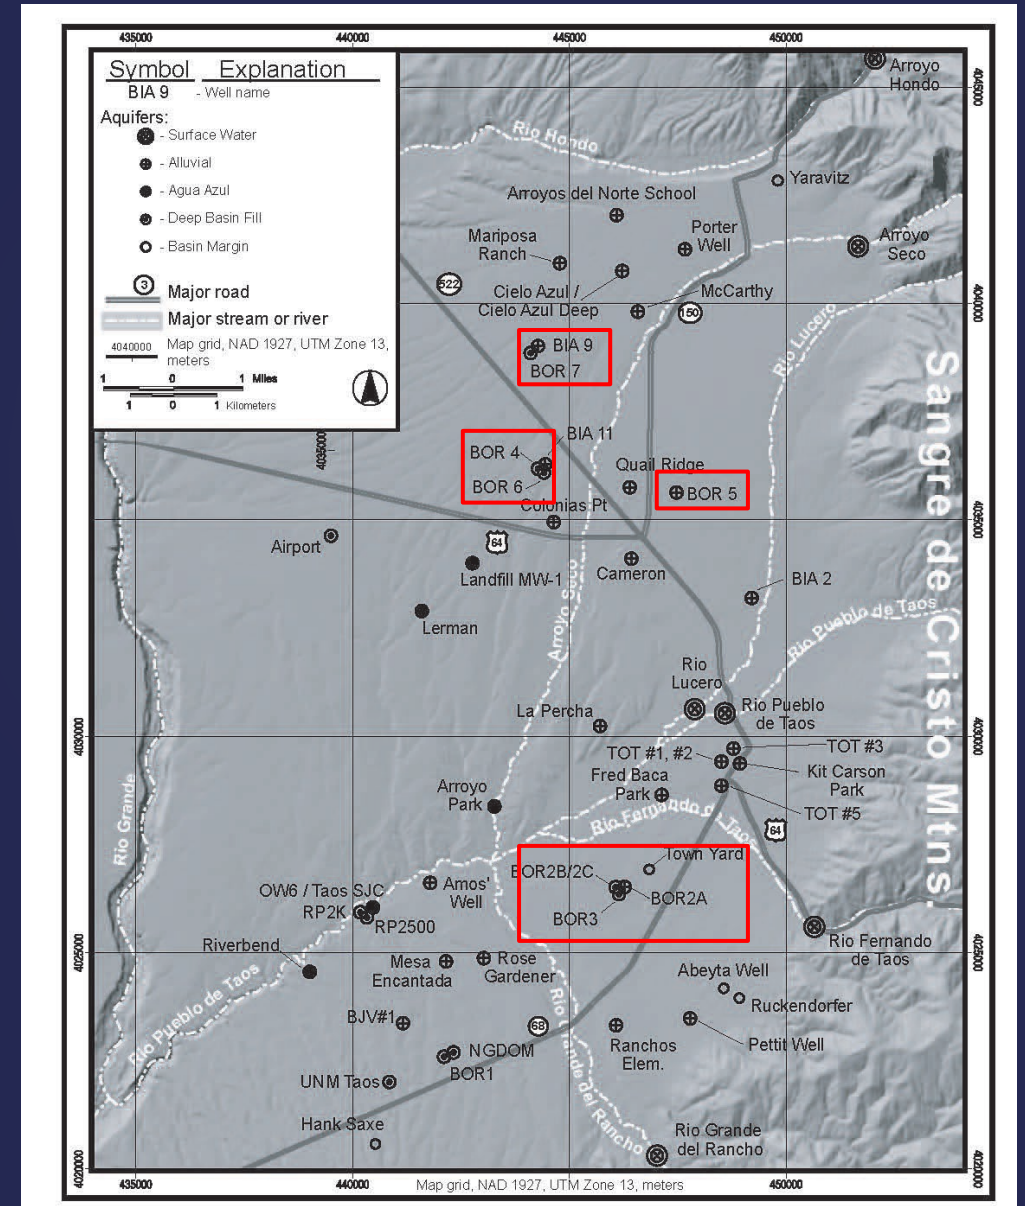 435000
440000
445000
450000
Symbol Explanation
BIA 9 - Well name
Aquifers:
- Surface Water
- Alluvial
- Agua Azul
- Deep Basin Fill
- Basin Margin
3
Major road
Major stream or river
4040000
Map grid, NAD 1927, UTM Zone 13,
meters
1 0 1 Miles
1 0 1 Kilometers
Arroyo
Hondo
4045000
Rio Hondo
Yaravitz
Arroyos del Norte School
Porter
Well
Arroyo
Seco
Mariposa
Ranch
522
Cielo Azul /
Cielo Azul Deep
McCarthy
4040000
150
Rio Lucero
BIA 9
BOR 7
BIA 11
BOR 4
BOR 6
Quail Ridge
BOR 5
4035000
Colonias Pt
4035000
64
Airport
Landfill MW-1
Cameron
BIA 2
Lerman
Arroyo Seco
Rio Pueblo de Taos
Sangre de Cristo Mtns.
Rio
Lucero
Rio Pueblo
de Taos
La Percha
4030000
4030000
TOT #3
TOT #1, #2
Kit Carson
Park
Fred Baca
Park
TOT #5
Arroyo
Park
Rio Fernando de Taos
64
Rio Grande
Town Yard
BOR2B/2C
BOR2A
BOR3
Amos'
Well
OW6 / Taos SJC
RP2K
RP2500
Rio Fernando
de Taos
Riverbend
4025000
4025000
Mesa
Encantada
Rose
Gardener
Abeyta Well
Ruckendorfer
Rio Pueblo de Taos
BJV#1
68
Ranchos
Elem.
Pettit Well
NGDOM
BOR1
UNM Taos
Rio Grande del Rancho
Hank Saxe
Rio Grande
del Rancho
4020000
4020000
435000
440000
Map grid, NAD 1927, UTM Zone 13, meters
450000